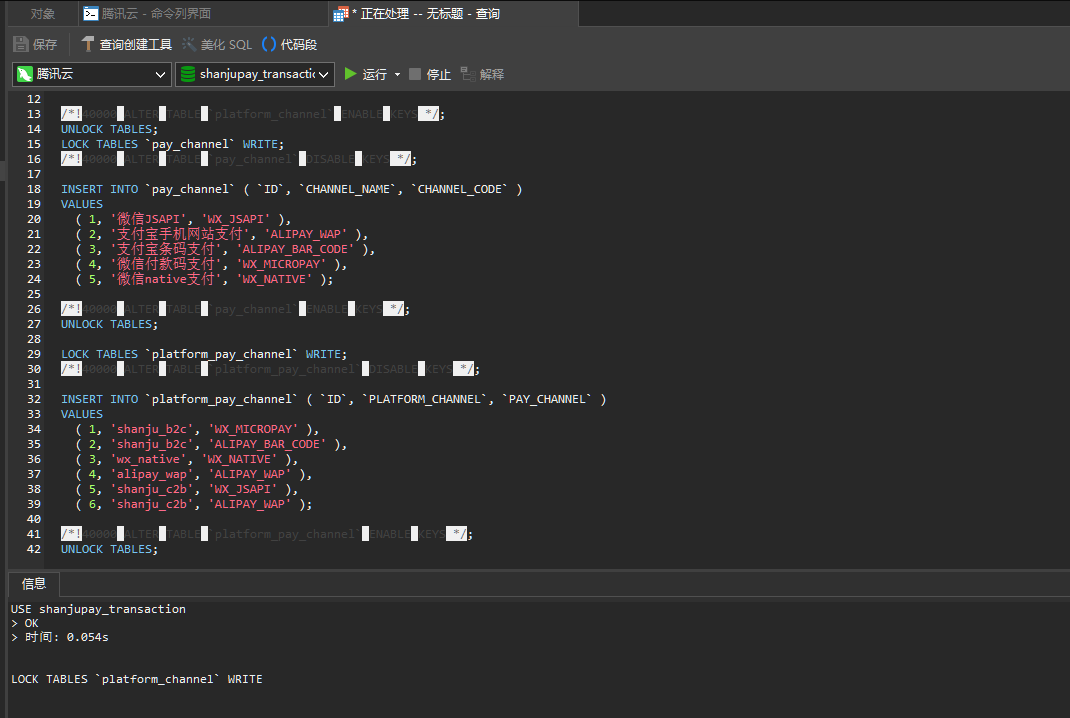 对象
腾讯云 - 命令列界面
* 正在处理 -- 无标题 - 查询
保存
查询创建工具
美化 SQL
() 代码段
腾讯云
shanjupay_transactic
运行
停止
解释
12
13 /*!40000 ALTER TABLE `platform_channel` ENABLE KEYS */;
14 UNLOCK TABLES;
15 LOCK TABLES `pay_channel` WRITE;
16 /*!40000 ALTER TABLE `pay_channel` DISABLE KEYS */;
17
18 INSERT INTO `pay_channel` ( `ID`, `CHANNEL_NAME`, `CHANNEL_CODE` )
19 VALUES
20 ( 1, '微信JSAPI', 'WX_JSAPI' ),
21 ( 2, '支付宝手机网站支付', 'ALIPAY_WAP' ),
22 ( 3, '支付宝条码支付', 'ALIPAY_BAR_CODE' ),
23 ( 4, '微信付款码支付', 'WX_MICROPAY' ),
24 ( 5, '微信native支付', 'WX_NATIVE' );
25
26 /*!40000 ALTER TABLE `pay_channel` ENABLE KEYS */;
27 UNLOCK TABLES;
28
29 LOCK TABLES `platform_pay_channel` WRITE;
30 /*!40000 ALTER TABLE `platform_pay_channel` DISABLE KEYS */;
31
32 INSERT INTO `platform_pay_channel` ( `ID`, `PLATFORM_CHANNEL`, `PAY_CHANNEL` )
33 VALUES
34 ( 1, 'shanju_b2c', 'WX_MICROPAY' ),
35 ( 2, 'shanju_b2c', 'ALIPAY_BAR_CODE' ),
36 ( 3, 'wx_native', 'WX_NATIVE' ),
37 ( 4, 'alipay_wap', 'ALIPAY_WAP' ),
38 ( 5, 'shanju_c2b', 'WX_JSAPI' ),
39 ( 6, 'shanju_c2b', 'ALIPAY_WAP' );
40
41 /*!40000 ALTER TABLE `platform_pay_channel` ENABLE KEYS */;
42 UNLOCK TABLES;
信息
USE shanjupay_transaction
> OK
> 时间: 0.054s
LOCK TABLES `platform_channel` WRITE